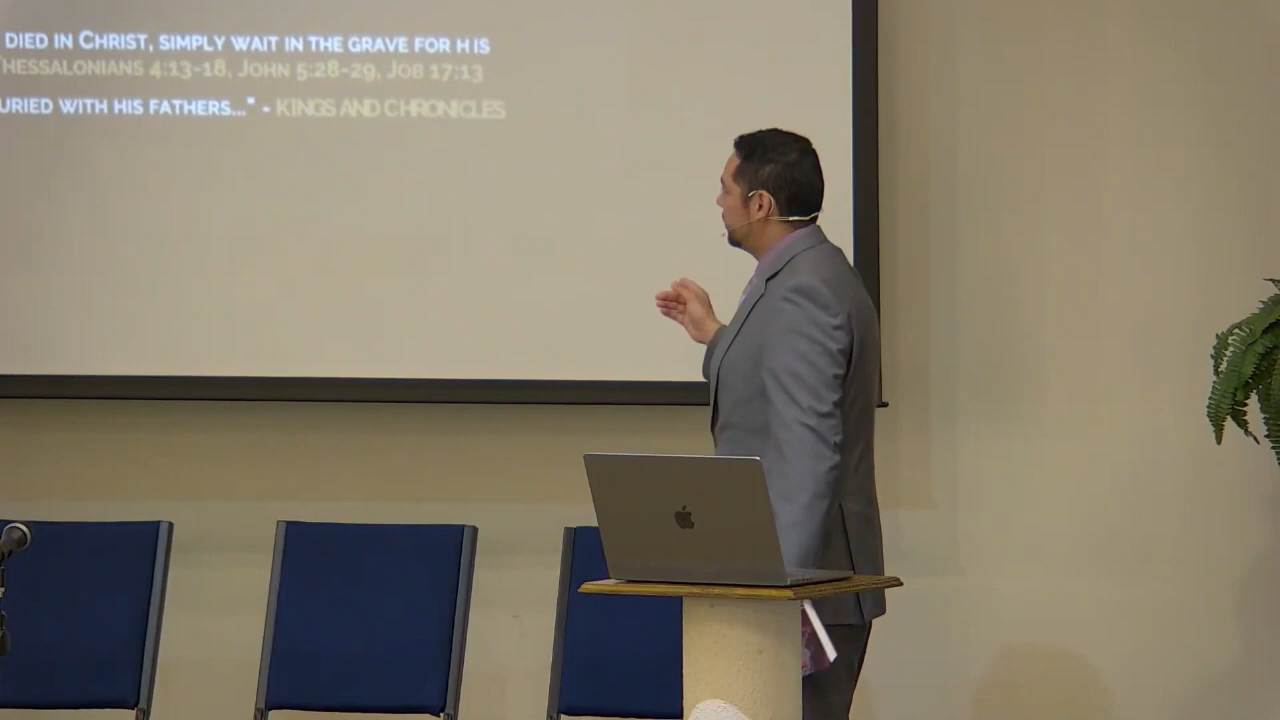 DIED IN CHRIST, SIMPLY WAIT IN THE GRAVE FOR HIS
THESSALONIANS 4:13-18, JOHN 5:28-29, JOB 17:13
URIED WITH HIS FATHERS..." - KINGS AND CHRONICLES